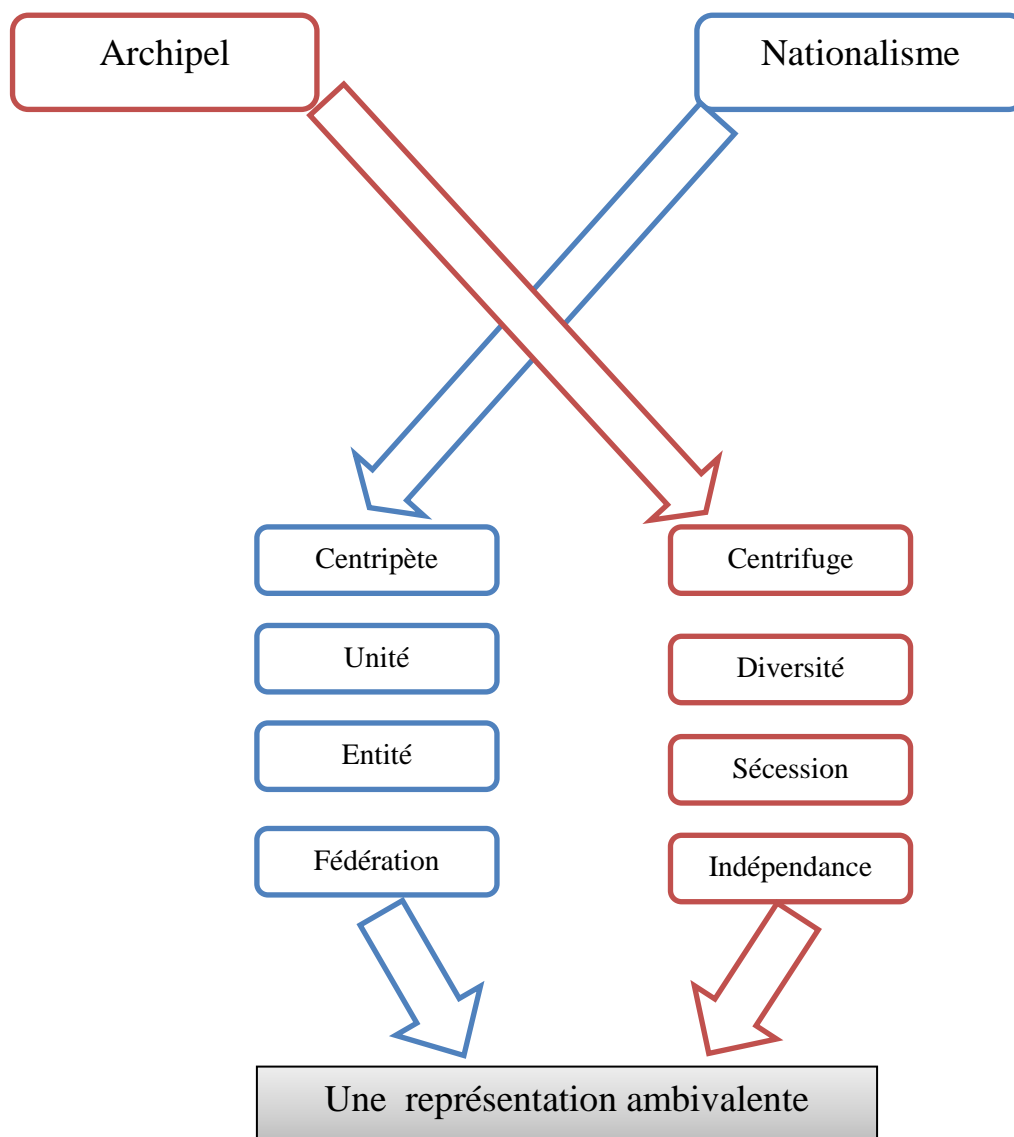 Archipel
Nationalisme
Centripète
Centrifuge
Unité
Diversité
Entité
Sécession
Fédération
Indépendance
Une représentation ambivalente